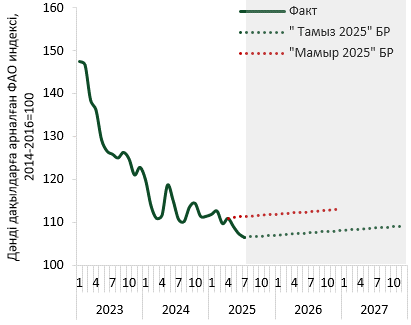 Дәнді дақылдарға арналған ФАО индексі,
2014-2016=100
160
150
140
130
120
110
100
Факт
" Тамыз 2025" БР
"Мамыр 2025" БР
1 4 7 10 1 4 7 10 1 4 7 10 1 4 7 10 1 4 7 10
2023 2024 2025 2026 2027